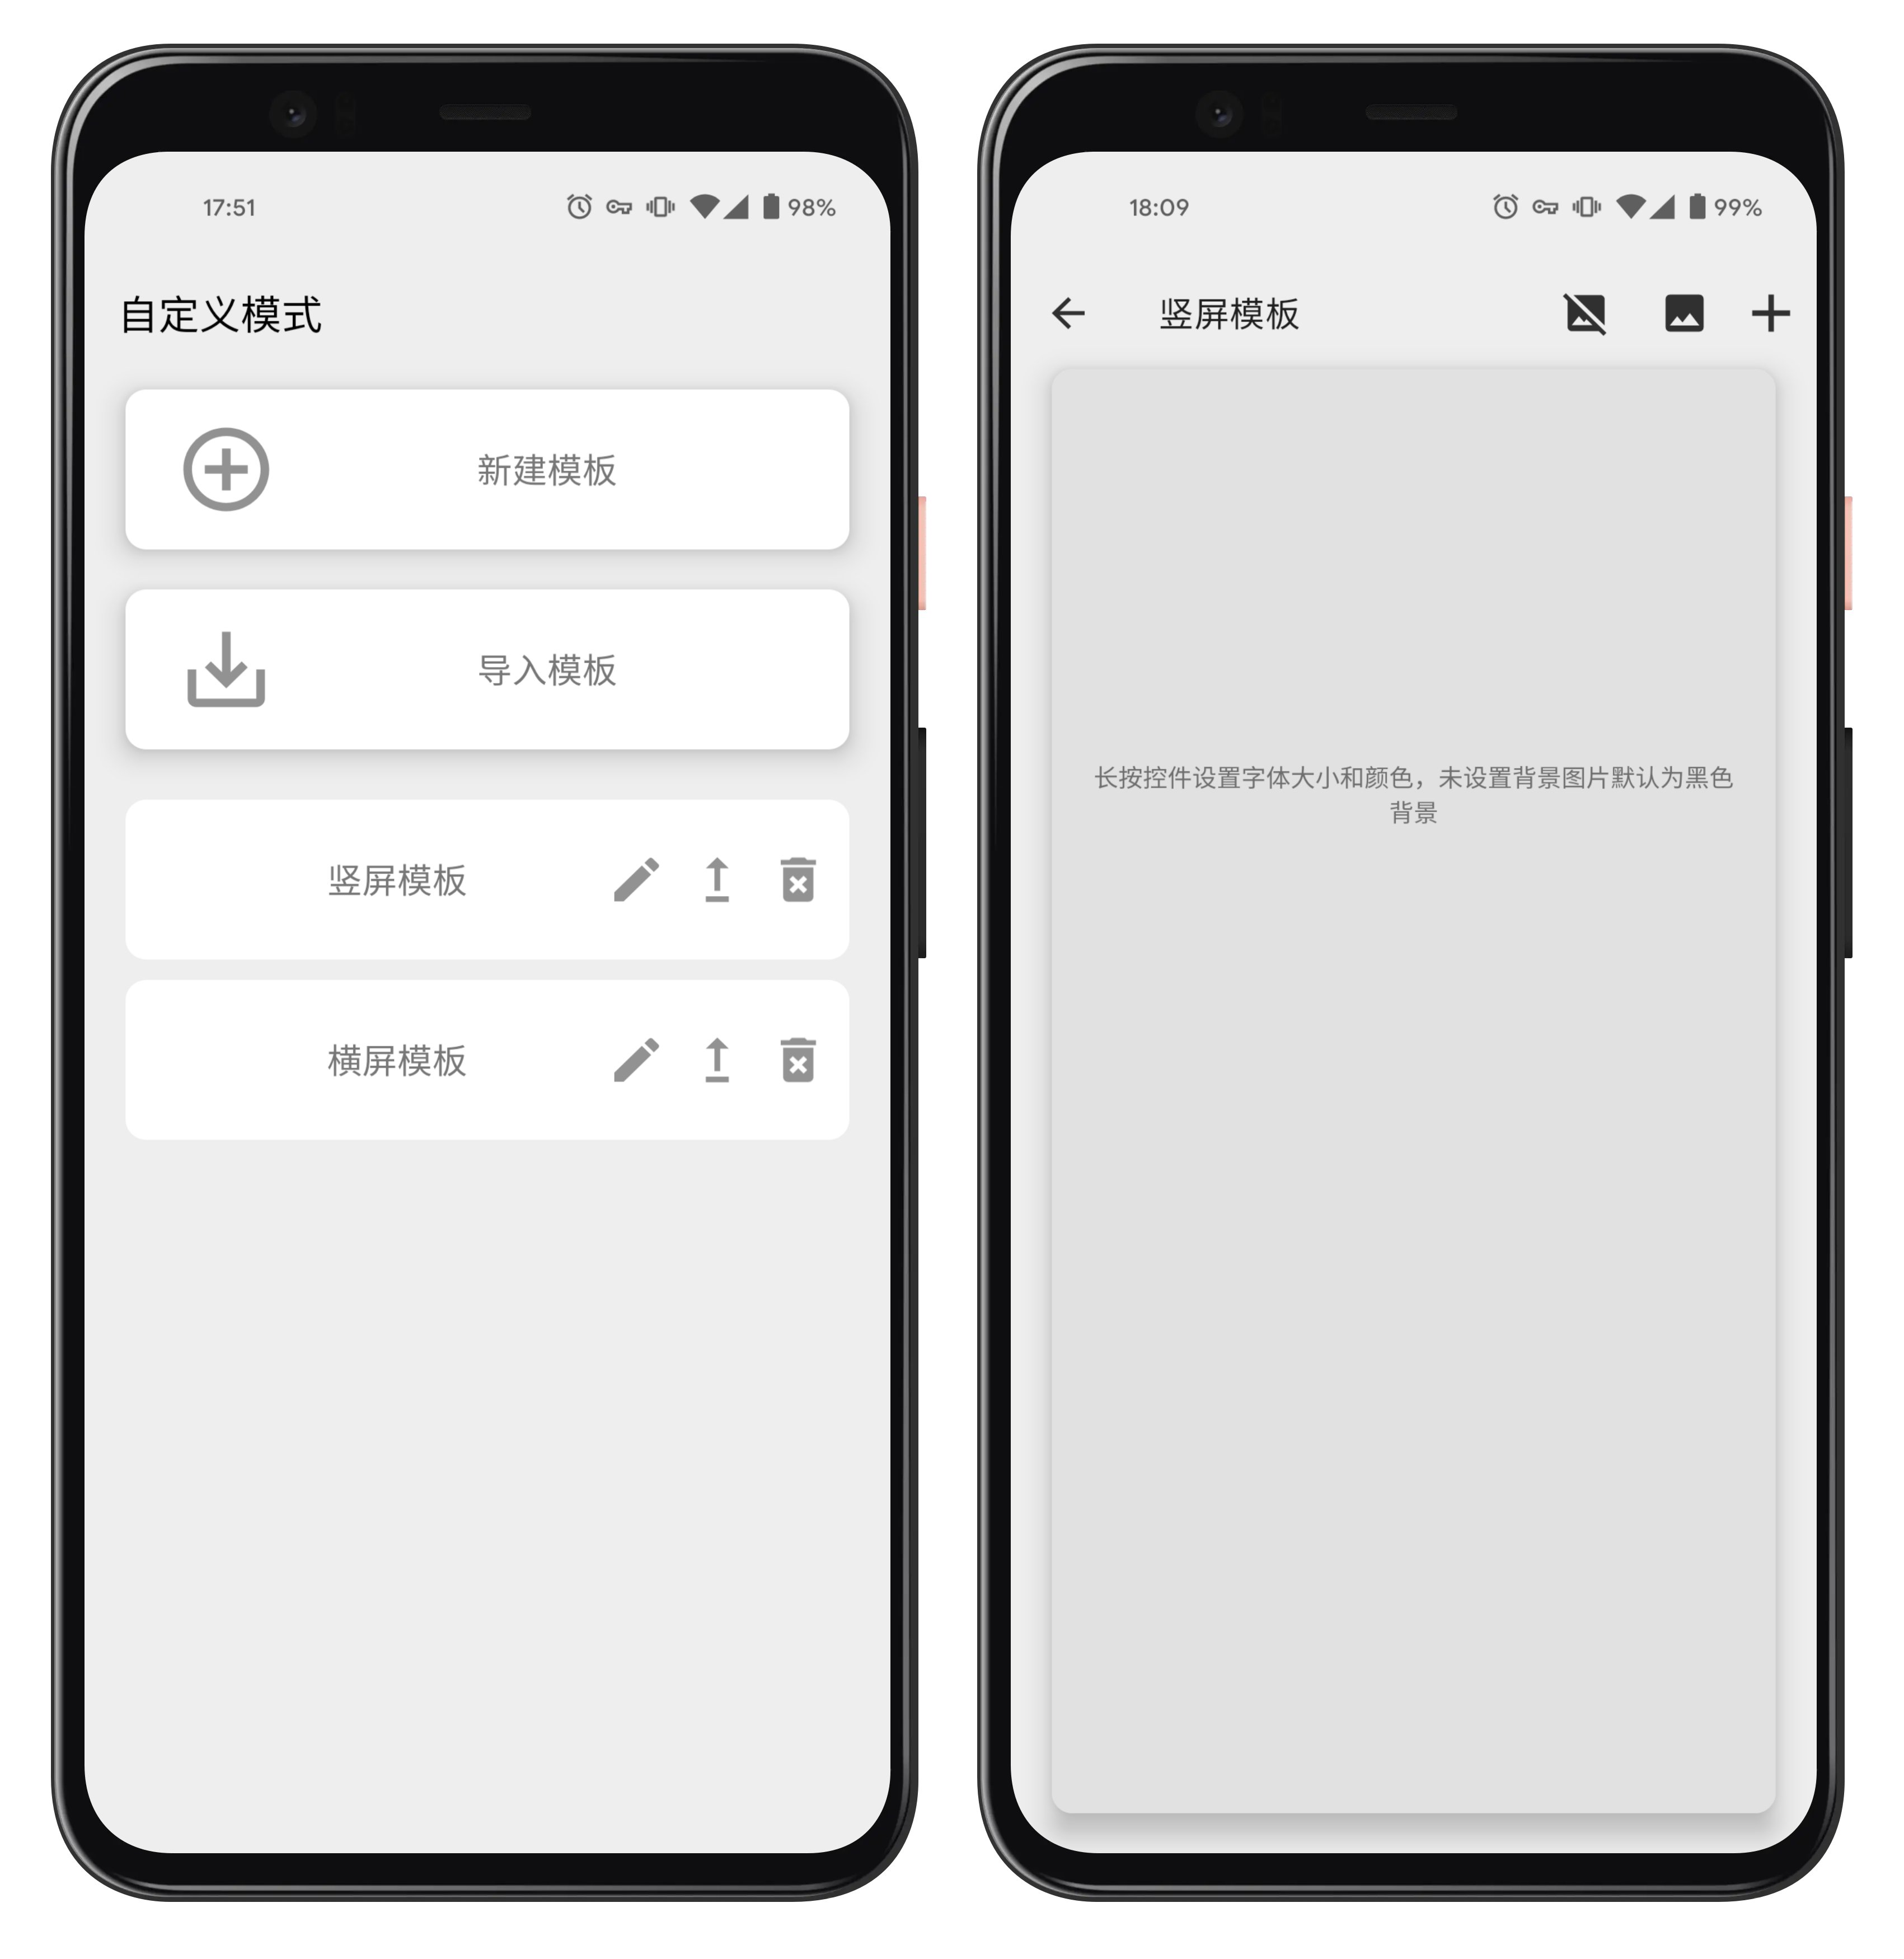 17:51
98%
自定义模式
新建模板
导入模板
竖屏模板
横屏模板
18:09
99%
竖屏模板
长按控件设置字体大小和颜色，未设置背景图片默认为黑色
背景